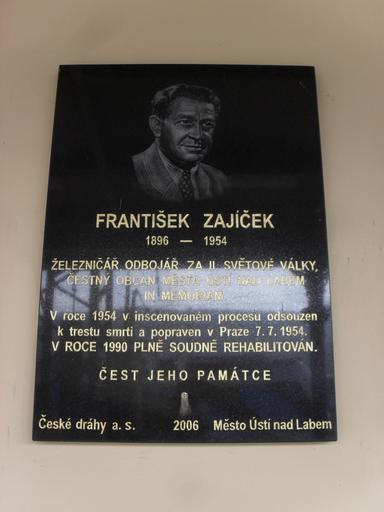 FRANTIŠEK ZAJÍČEK
1896 — 1954
ŽELEZNIČÁŘ ODBOJÁŘ ZA II. SVĚTOVÉ VÁLKY,
ČESTNÝ OBČAN MĚSTA ÚSTÍ NAD LABEM
IN MEMORIAM.
V roce 1954 v inscenovaném procesu odsouzen
k trestu smrti a popraven v Praze 7. 7. 1954.
V ROCE 1990 PLNĚ SOUDNĚ REHABILITOVÁN.
ČEST JEHO PAMÁTCE
České dráhy a. s. 2006 Město Ústí nad Labem